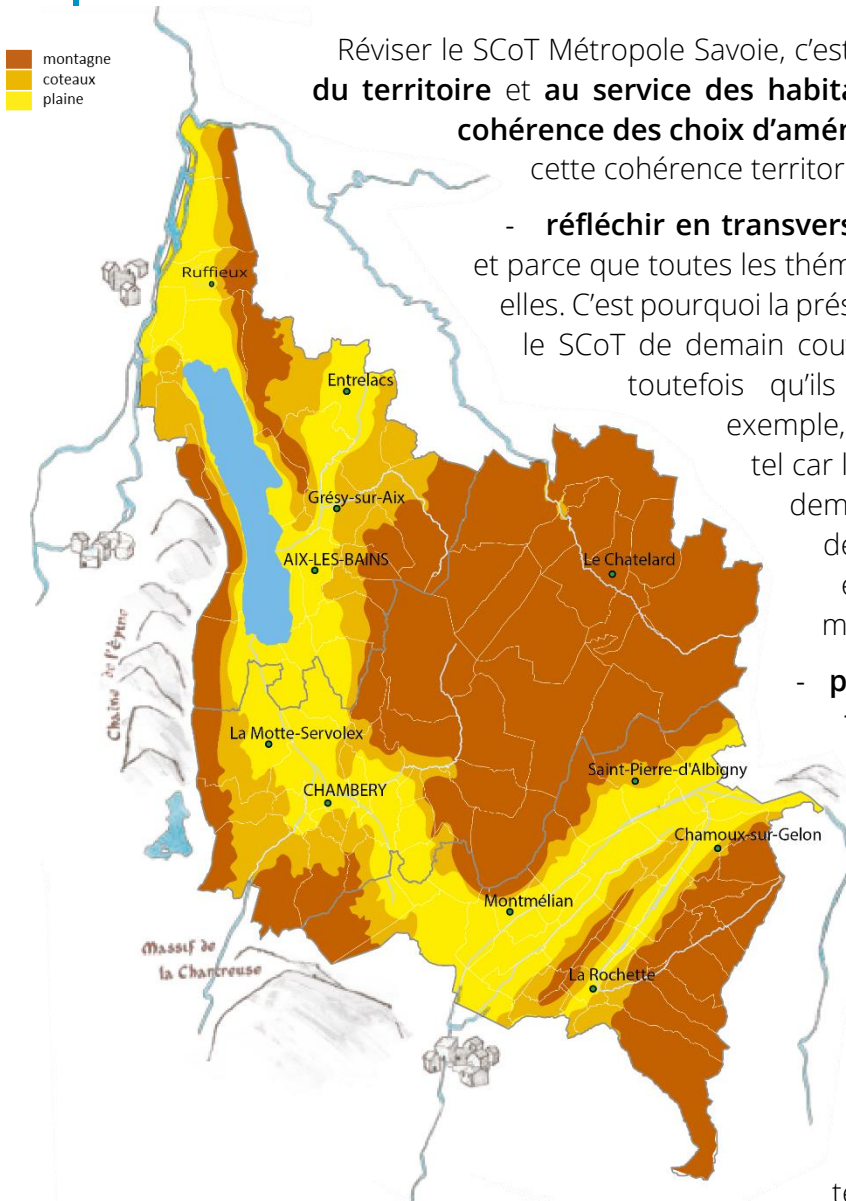 montagne
coteaux
plaine
Réviser le SCoT Métropole Savoie, c'est
du territoire et au service des habita
cohérence des choix d'amén
cette cohérence territor
- réfléchir en transvers
et parce que toutes les thém
elles. C'est pourquoi la prés
le SCoT de demain cout
toutefois qu'ils
exemple,
tel car l
dem
de
e
m
- p
Ruffieux
Entrelacs
Grésy-sur-Aix
AIX-LES-BAINS
Le Chatelard
Chaîne de l'Épine
La Motte-Servolex
CHAMBERY
Saint-Pierre-d'Albigny
Chamoux-sur-Gelon
Montmélian
Massif de
la Chartreuse
La Rochette
te